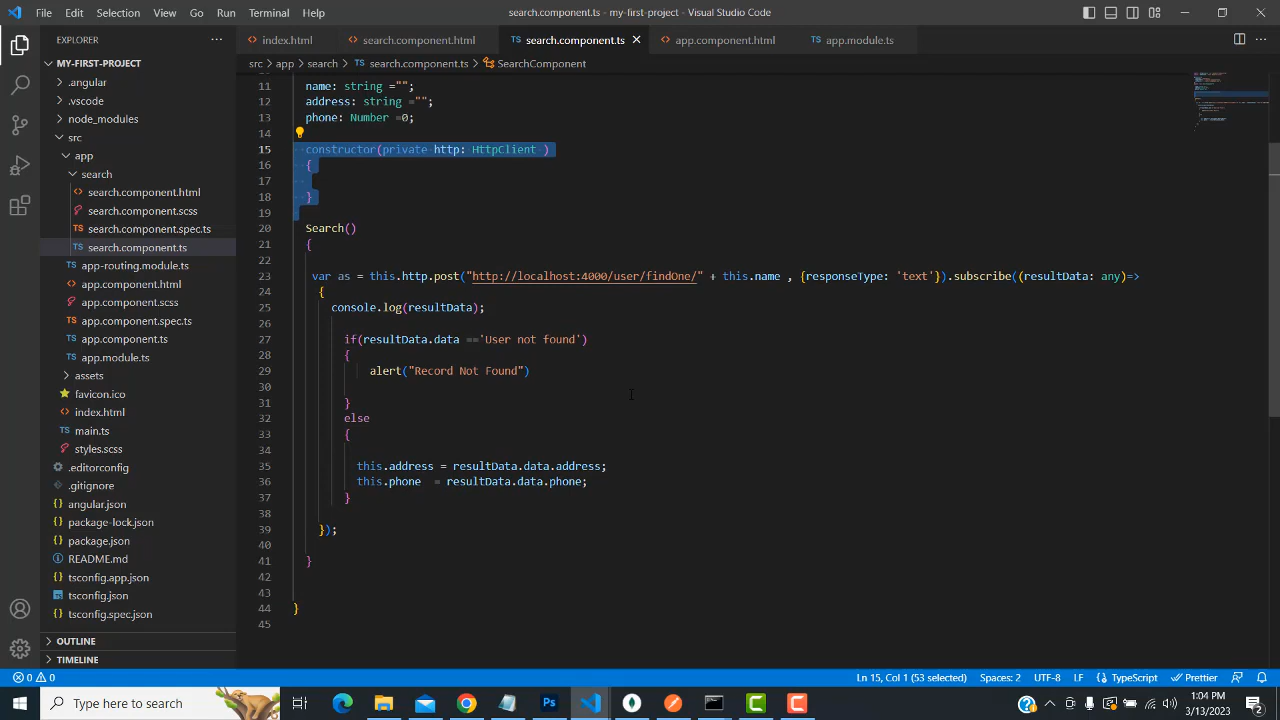 File Edit Selection View Go Run Terminal Help
search.component.ts - my-first-project - Visual Studio Code
EXPLORER
MY-FIRST-PROJECT
.angular
.vscode
node_modules
src
app
search
search.component.html
search.component.scss
search.component.spec.ts
search.component.ts
app-routing.module.ts
app.component.html
app.component.scss
app.component.spec.ts
app.component.ts
app.module.ts
assets
favicon.ico
index.html
main.ts
styles.scss
.editorconfig
.gitignore
angular.json
package-lock.json
package.json
README.md
tsconfig.app.json
tsconfig.json
tsconfig.spec.json
OUTLINE
TIMELINE
index.html search.component.html search.component.ts app.component.html app.module.ts
src > app > search > search.component.ts > SearchComponent
11 name: string ="";
12 address: string ="";
13 phone: Number =0;
14
15 constructor(private http: HttpClient )
16 {
17
18 }
19
20 Search()
21 {
22
23 var as = this.http.post("http://localhost:4000/user/findOne/" + this.name , {responseType: 'text'}).subscribe((resultData: any)=>
24 {
25 console.log(resultData);
26
27 if(resultData.data =='User not found')
28 {
29 alert("Record Not Found")
30
31 }
32 else
33 {
34
35 this.address = resultData.data.address;
36 this.phone = resultData.data.phone;
37 }
38
39 });
40
41 }
42
43
44 }
45
0 0 Ln 15, Col 1 (53 selected) Spaces: 2 UTF-8 LF TypeScript Prettier
Type here to search
1:04 PM
3/13/2023
2